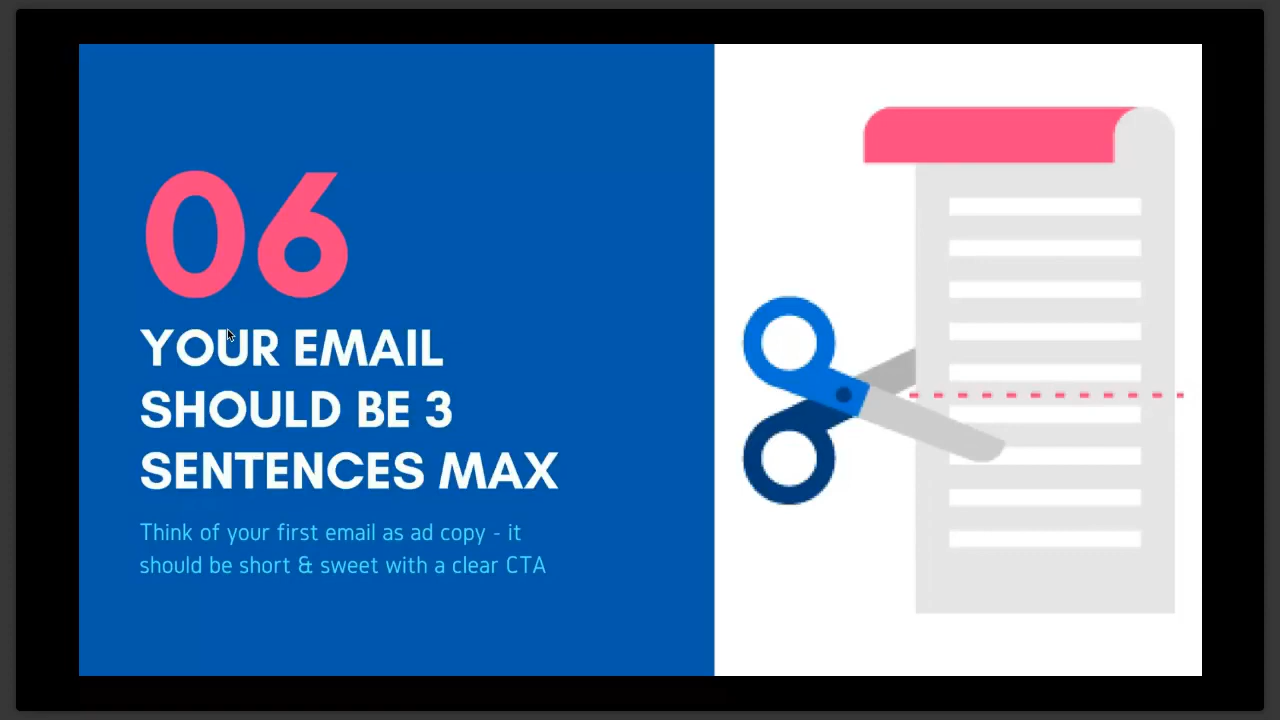 06
YOUR EMAIL
SHOULD BE 3
SENTENCES MAX
Think of your first email as ad copy - it
should be short & sweet with a clear CTA